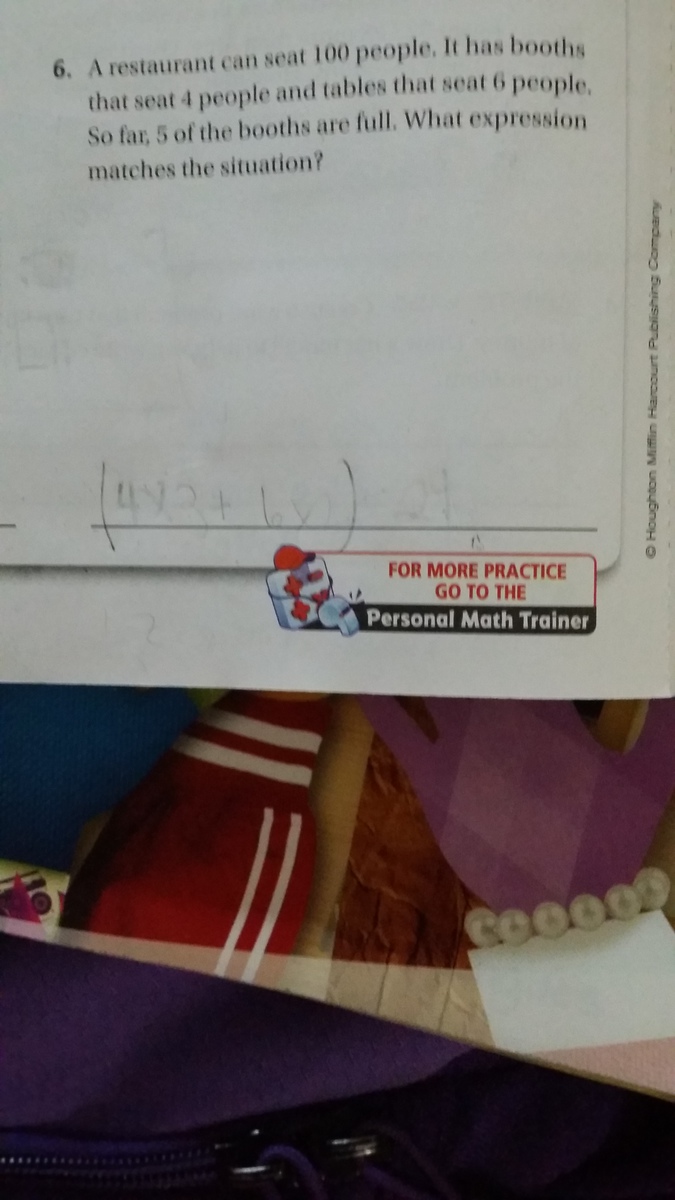 6. A restaurant can seat 100 people. It has booths
that seat 4 people and tables that seat 6 people.
So far, 5 of the booths are full. What expression
matches the situation?
© Houghton Mifflin Harcourt Publishing Company
FOR MORE PRACTICE
GO TO THE
Personal Math Trainer